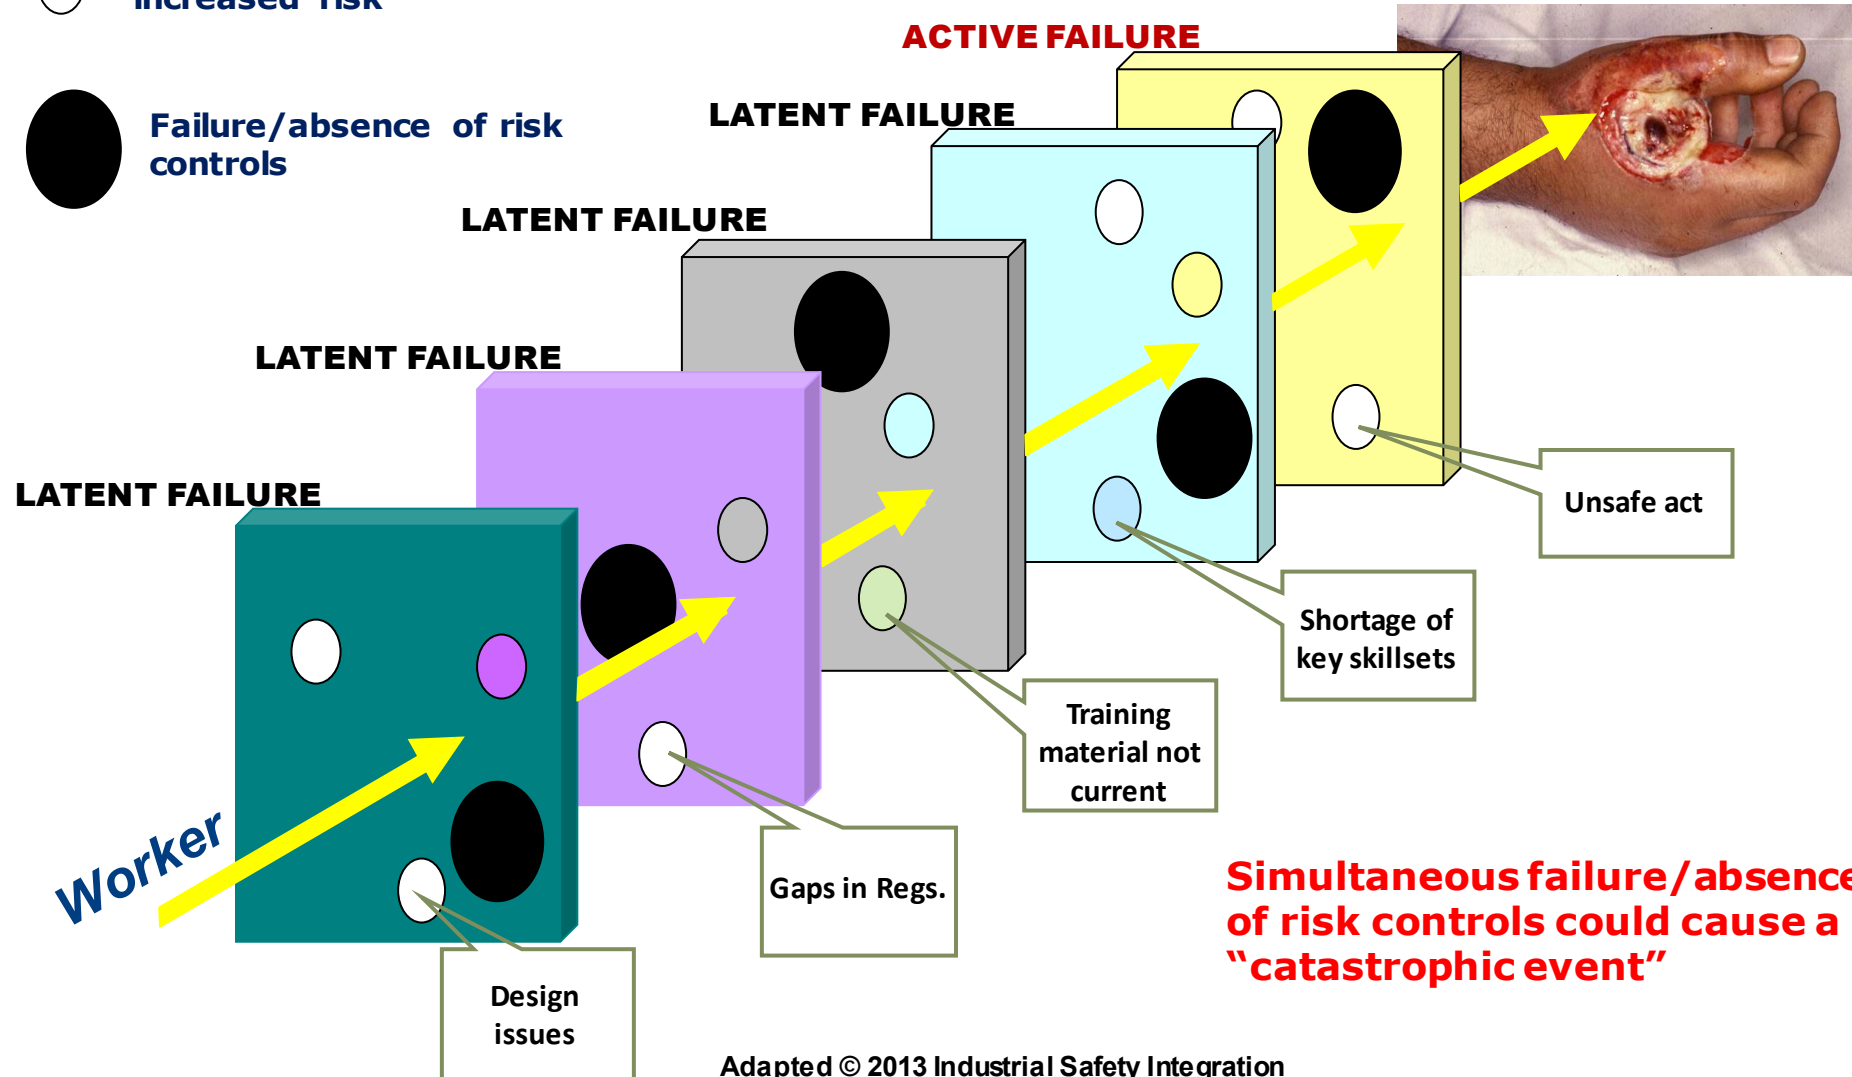 increased risk
ACTIVE FAILURE
Failure/absence of risk
controls
LATENT FAILURE
LATENT FAILURE
LATENT FAILURE
LATENT FAILURE
Unsafe act
Shortage of
key skillsets
Training
material not
current
Gaps in Regs.
Worker
Design
issues
Simultaneous failure/absence
of risk controls could cause a
“catastrophic event”
Adapted © 2013 Industrial Safety Integration